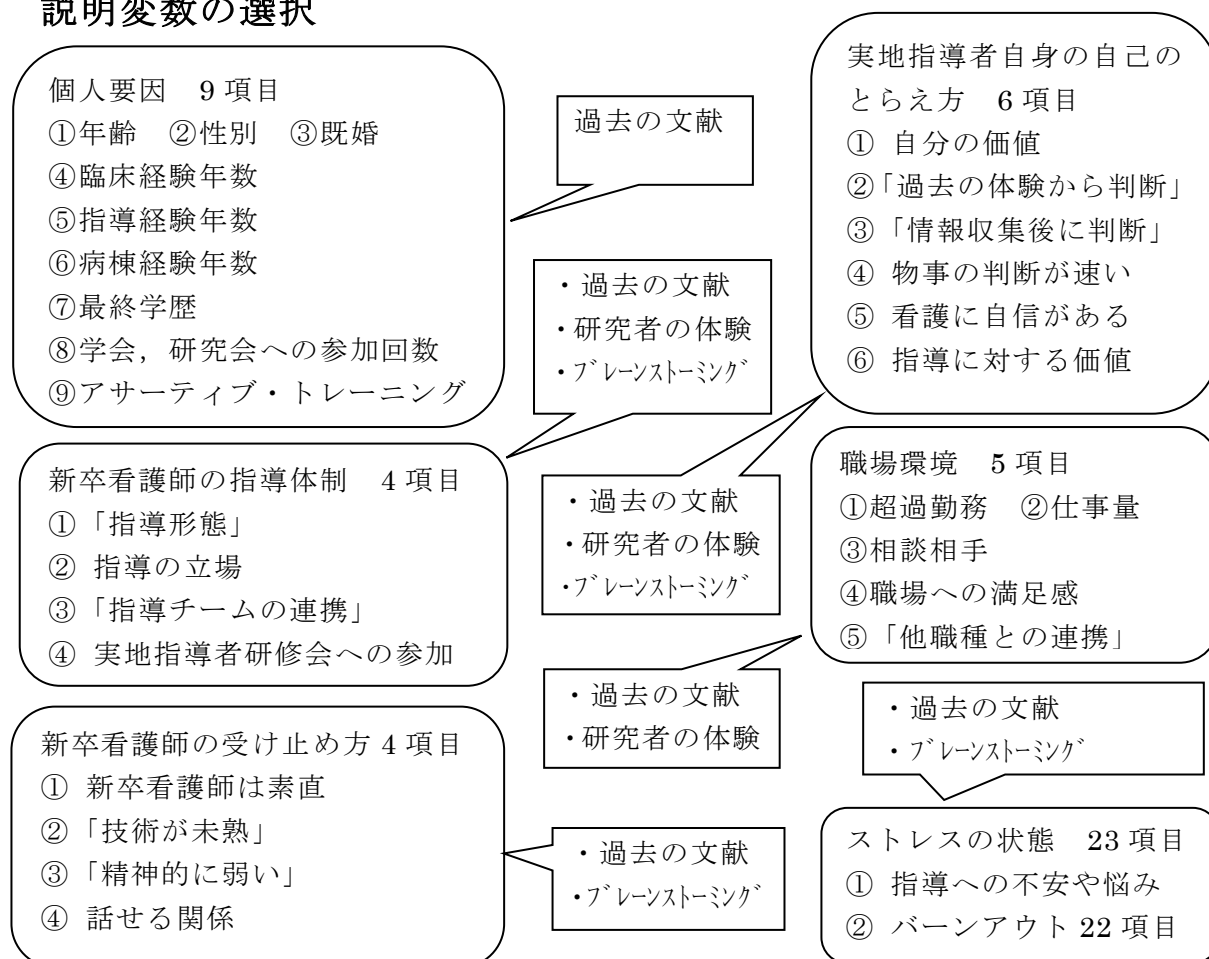 説明変数の選択
個人要因　9項目
①年齢　②性別　③既婚
④臨床経験年数
⑤指導経験年数
⑥病棟経験年数
⑦最終学歴
⑧学会，研究会への参加回数
⑨アサーティブ・トレーニング
過去の文献
実地指導者自身の自己の
とらえ方　6項目
① 自分の価値
②「過去の体験から判断」
③「情報収集後に判断」
④ 物事の判断が速い
⑤ 看護に自信がある
⑥ 指導に対する価値
・過去の文献
・研究者の体験
・ﾌﾞﾚｰﾝｽﾄｰﾐﾝｸﾞ
新卒看護師の指導体制　4項目
①「指導形態」
② 指導の立場
③「指導チームの連携」
④ 実地指導者研修会への参加
・過去の文献
・研究者の体験
・ﾌﾞﾚｰﾝｽﾄｰﾐﾝｸﾞ
職場環境　5項目
①超過勤務　②仕事量
③相談相手
④職場への満足感
⑤「他職種との連携」
・過去の文献
・研究者の体験
新卒看護師の受け止め方4項目
① 新卒看護師は素直
②「技術が未熟」
③「精神的に弱い」
④ 話せる関係
・過去の文献
・ﾌﾞﾚｰﾝｽﾄｰﾐﾝｸﾞ
・過去の文献
・ﾌﾞﾚｰﾝｽﾄｰﾐﾝｸﾞ
ストレスの状態　23項目
① 指導への不安や悩み
② バーンアウト22項目